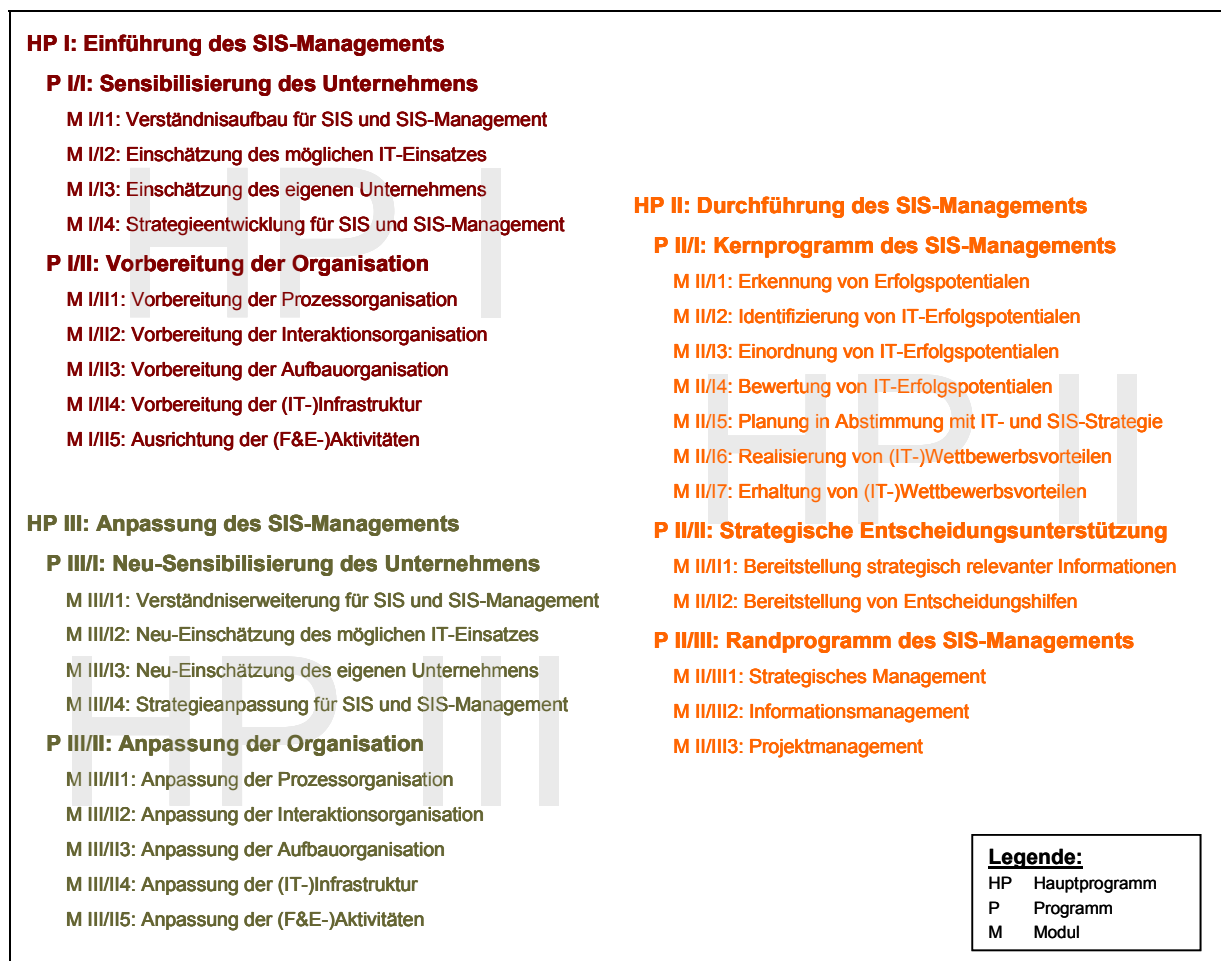 HP I: Einführung des SIS-Managements
P I/I: Sensibilisierung des Unternehmens
M I/I1: Verständnisaufbau für SIS und SIS-Management
M I/I2: Einschätzung des möglichen IT-Einsatzes
M I/I3: Einschätzung des eigenen Unternehmens
M I/I4: Strategieentwicklung für SIS und SIS-Management
P I/II: Vorbereitung der Organisation
M I/II1: Vorbereitung der Prozessorganisation
M I/II2: Vorbereitung der Interaktionsorganisation
M I/II3: Vorbereitung der Aufbauorganisation
M I/II4: Vorbereitung der (IT-)Infrastruktur
M I/II5: Ausrichtung der (F&E-)Aktivitäten
HP I
HP II: Durchführung des SIS-Managements
P II/I: Kernprogramm des SIS-Managements
M II/I1: Erkennung von Erfolgspotentialen
M II/I2: Identifizierung von IT-Erfolgspotentialen
M II/I3: Einordnung von IT-Erfolgspotentialen
M II/I4: Bewertung von IT-Erfolgspotentialen
M II/I5: Planung in Abstimmung mit IT- und SIS-Strategie
M II/I6: Realisierung von (IT-)Wettbewerbsvorteilen
M II/I7: Erhaltung von (IT-)Wettbewerbsvorteilen
P II/II: Strategische Entscheidungsunterstützung
M II/II1: Bereitstellung strategisch relevanter Informationen
M II/II2: Bereitstellung von Entscheidungshilfen
P II/III: Randprogramm des SIS-Managements
M II/III1: Strategisches Management
M II/III2: Informationsmanagement
M II/III3: Projektmanagement
HP II
HP III: Anpassung des SIS-Managements
P III/I: Neu-Sensibilisierung des Unternehmens
M III/I1: Verständniserweiterung für SIS und SIS-Management
M III/I2: Neu-Einschätzung des möglichen IT-Einsatzes
M III/I3: Neu-Einschätzung des eigenen Unternehmens
M III/I4: Strategieanpassung für SIS und SIS-Management
P III/II: Anpassung der Organisation
M III/II1: Anpassung der Prozessorganisation
M III/II2: Anpassung der Interaktionsorganisation
M III/II3: Anpassung der Aufbauorganisation
M III/II4: Anpassung der (IT-)Infrastruktur
M III/II5: Anpassung der (F&E-)Aktivitäten
HP III
Legende:
HP Hauptprogramm
P Programm
M Modul